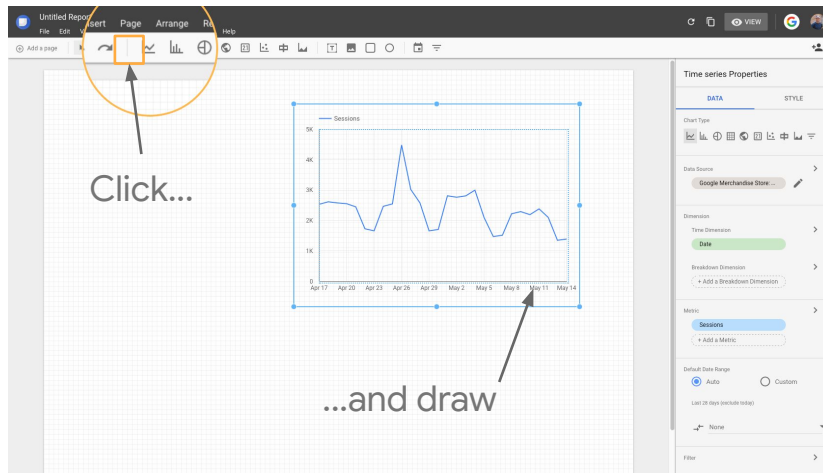 Untitled Report
File Edit
Insert Page Arrange Re
Help
VIEW
Add a page
Click...
Sessions
5K
4K
3K
2K
1K
0
Apr 17 Apr 20 Apr 23 Apr 26 Apr 29 May 2 May 5 May 8 May 11 May 14
...and draw
Time series Properties
DATA STYLE
Chart Type
Data Source
Google Merchandise Store: ...
Dimension
Time Dimension
Date
Breakdown Dimension
+ Add a Breakdown Dimension
Metric
Sessions
+ Add a Metric
Default Date Range
Auto Custom
Last 28 days (exclude today)
None
Filter